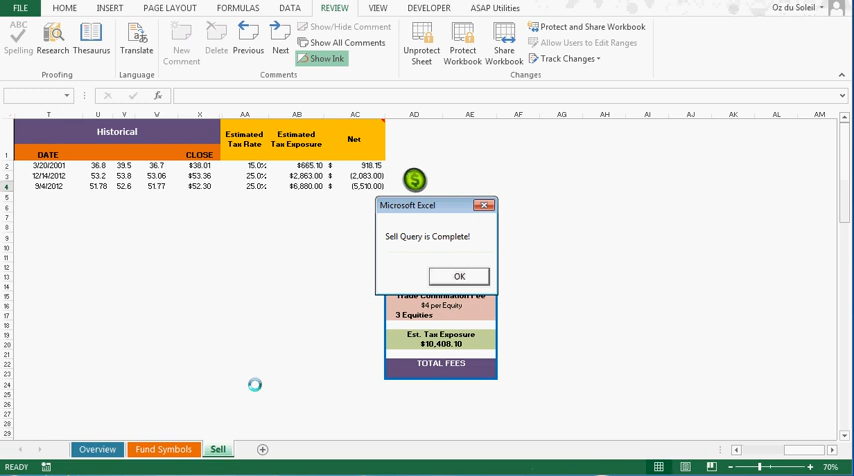 FILE HOME INSERT PAGE LAYOUT FORMULAS DATA REVIEW VIEW DEVELOPER ASAP Utilities Oz du Soleil
ABC
Spelling Research Thesaurus
Proofing
Translate
Language
New Comment
Delete Previous Next
Show/Hide Comment
Show All Comments
Show Ink
Comments
Unprotect Sheet
Protect Workbook
Share Workbook
Protect and Share Workbook
Allow Users to Edit Ranges
Track Changes
Changes
fx
T U V W X AA AB AC AD AE AF AG AH AI AJ AK AL AM
Historical
Estimated Tax Rate
Estimated Tax Exposure
Net
1 DATE CLOSE
2 3/20/2001 36.8 39.5 36.7 $38.01 15.0% $665.10 $ 918.15
3 12/14/2012 53.2 53.8 53.06 $53.36 25.0% $2,863.00 $ (2,083.00)
4 9/4/2012 51.78 52.6 51.77 $52.30 25.0% $6,880.00 $ (5,510.00)
5
6
7
8
9
10
11
12
13
14
15
16
17
18
19
20
21
22
23
24
25
26
27
28
29
$
Microsoft Excel
Sell Query is Complete!
OK
Trade Confirmation Fee
$4 per Equity
3 Equities
Est. Tax Exposure
$10,408.10
TOTAL FEES
Overview Fund Symbols Sell
READY 70%